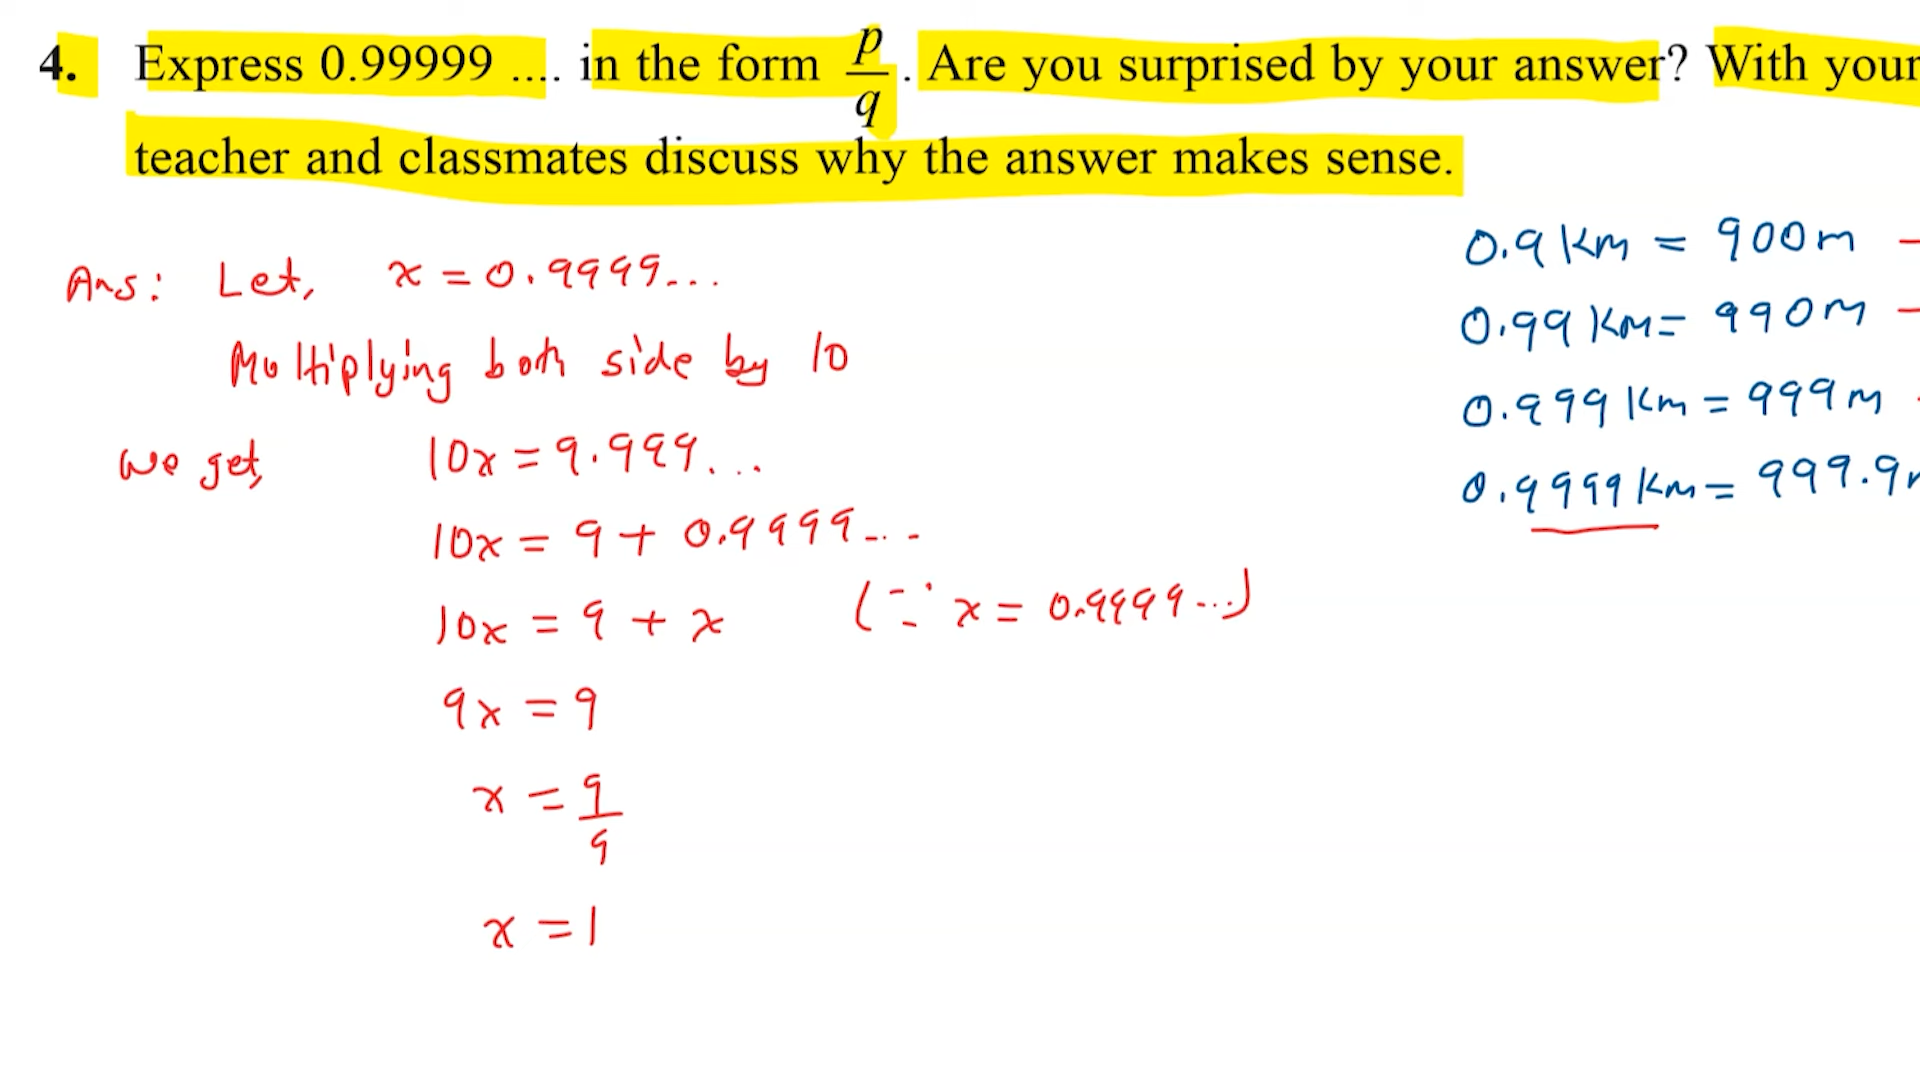 4. Express 0.99999 .... in the form p/q. Are you surprised by your answer? With your
teacher and classmates discuss why the answer makes sense.
Ans: Let, x = 0.9999...
Multiplying both side by 10
We get, 10x = 9.999...
10x = 9 + 0.9999...
10x = 9 + x (∵ x = 0.9999...)
9x = 9
x = 9/9
x = 1
0.9 Km = 900m
0.99 Km = 990m
0.999 Km = 999m
0.9999 Km = 999.9m